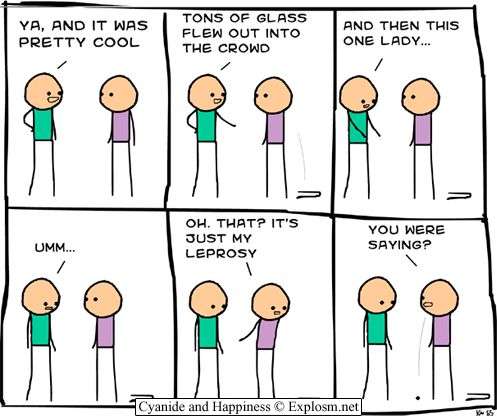 YA, AND IT WAS
PRETTY COOL
TONS OF GLASS
FLEW OUT INTO
THE CROWD
AND THEN THIS
ONE LADY...
UMM...
OH. THAT? IT'S
JUST MY
LEPROSY
YOU WERE
SAYING?
Cyanide and Happiness © Explosm.net